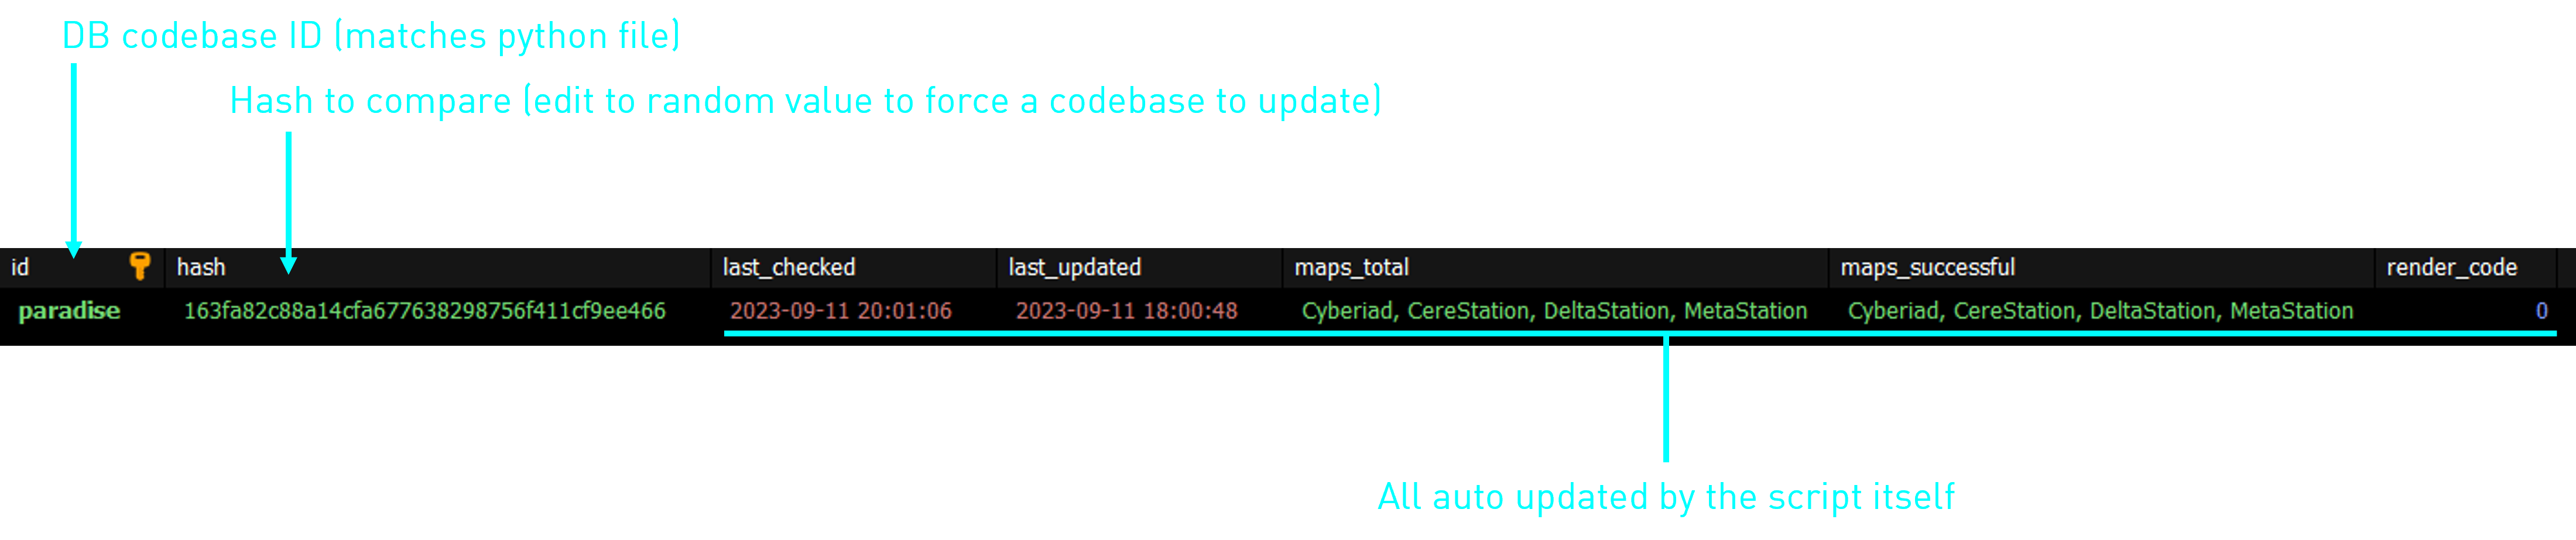 DB codebase ID (matches python file)
Hash to compare (edit to random value to force a codebase to update)
id hash last_checked last_updated maps_total maps_successful render_code
paradise 163fa82c88a14cfa677638298756f411cf9ee466 2023-09-11 20:01:06 2023-09-11 18:00:48 Cyberiad, CereStation, DeltaStation, MetaStation Cyberiad, CereStation, DeltaStation, MetaStation 0
All auto updated by the script itself